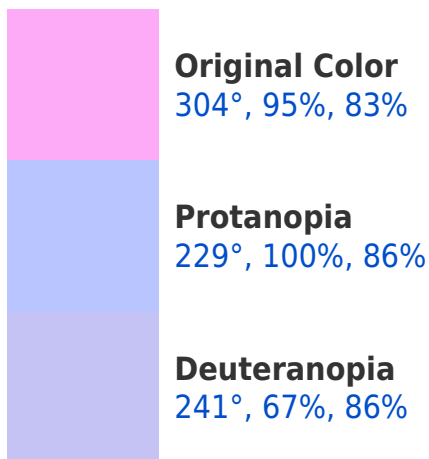 Original Color
304°, 95%, 83%
Protanopia
229°, 100%, 86%
Deuteranopia
241°, 67%, 86%